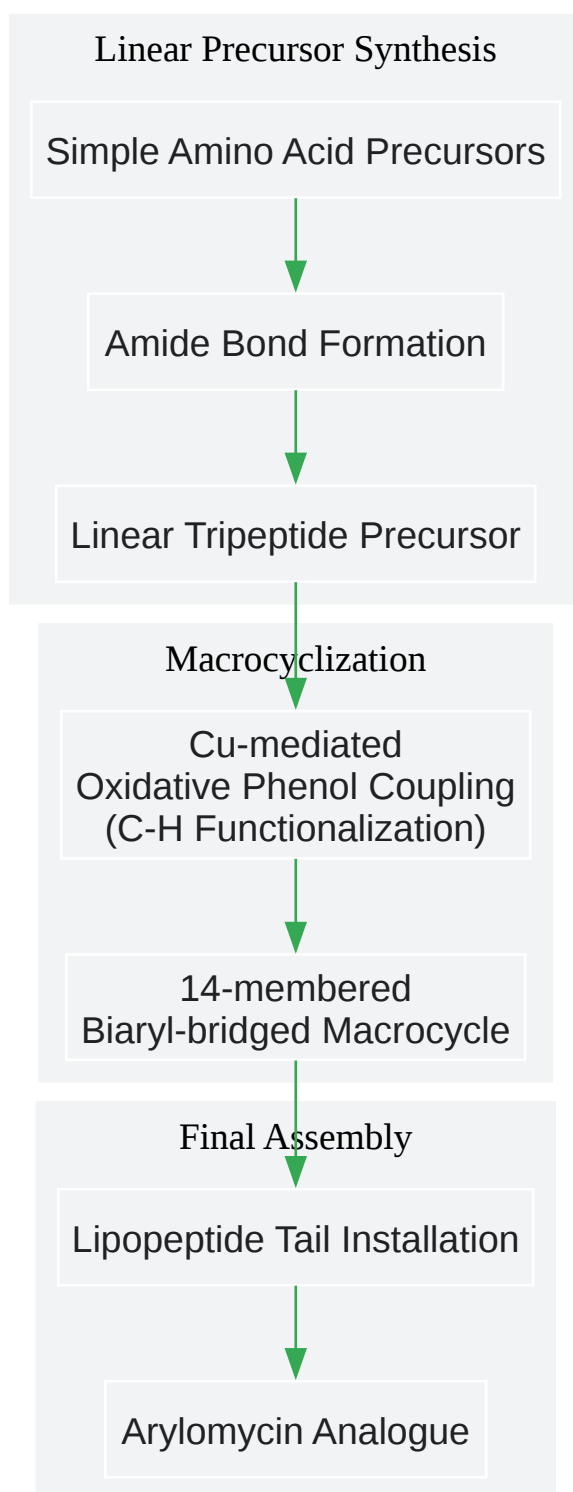 Linear Precursor Synthesis
Simple Amino Acid Precursors
Amide Bond Formation
Linear Tripeptide Precursor
Macrocyclization
Cu-mediated
Oxidative Phenol Coupling
(C-H Functionalization)
14-membered
Biaryl-bridged Macrocycle
Final Assembly
Lipopeptide Tail Installation
Arylomycin Analogue